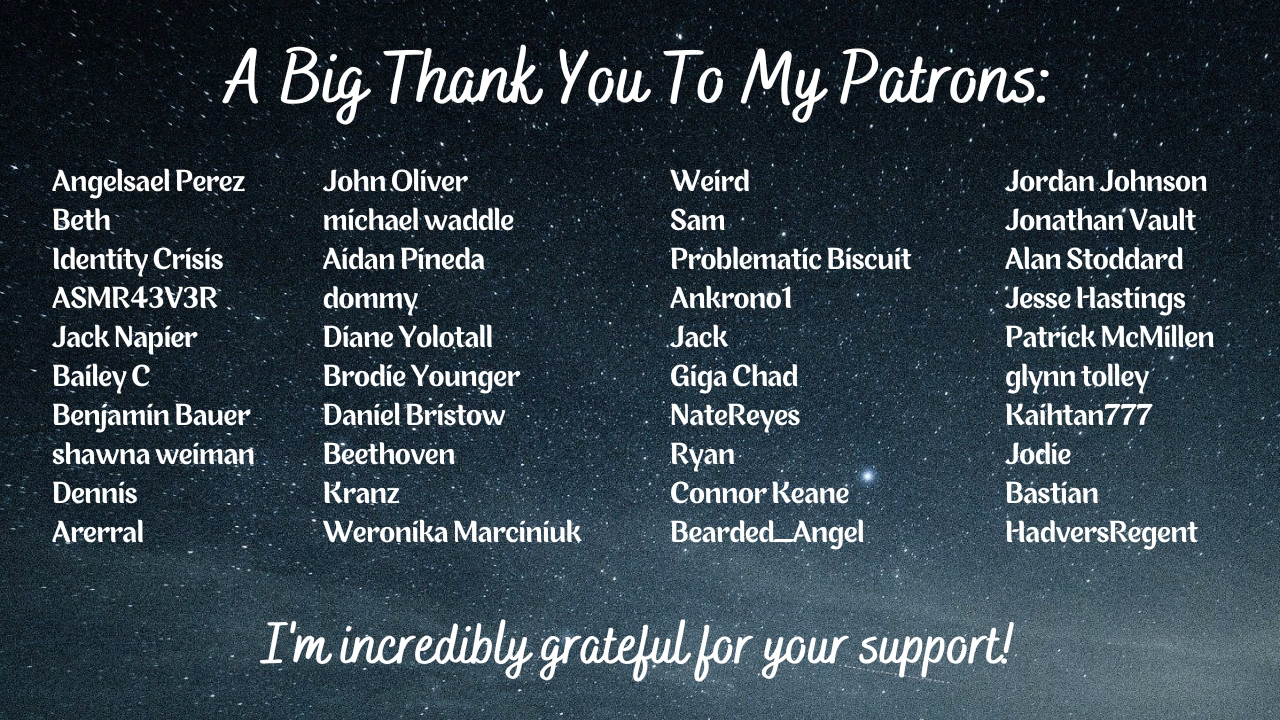 A Big Thank You To My Patrons:
Angelsael Perez
Beth
Identity Crisis
ASMR43V3R
Jack Napier
Bailey C
Benjamin Bauer
shawna weiman
Dennis
Arerral
John Oliver
michael waddle
Aidan Pineda
dommy
Diane Yolotall
Brodie Younger
Daniel Bristow
Beethoven
Kranz
Weronika Marciniuk
Weird
Sam
Problematic Biscuit
Ankrono1
Jack
Giga Chad
NateReyes
Ryan
Connor Keane
Bearded_Angel
Jordan Johnson
Jonathan Vault
Alan Stoddard
Jesse Hastings
Patrick McMillen
glynn tolley
Kaihtan777
Jodie
Bastian
HadversRegent
I'm incredibly grateful for your support!